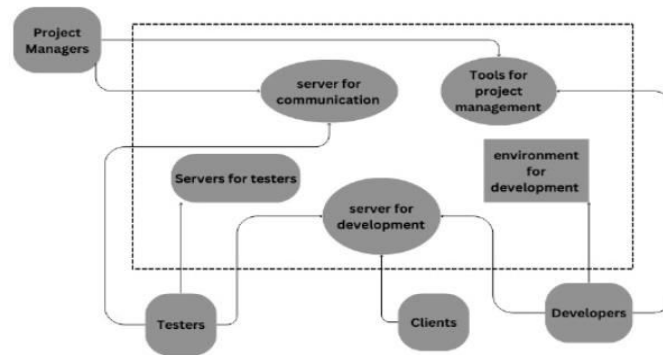 Project
Managers
server for
communication
Tools for
project
management
Servers for testers
environment
for
development
server for
development
Testers
Clients
Developers